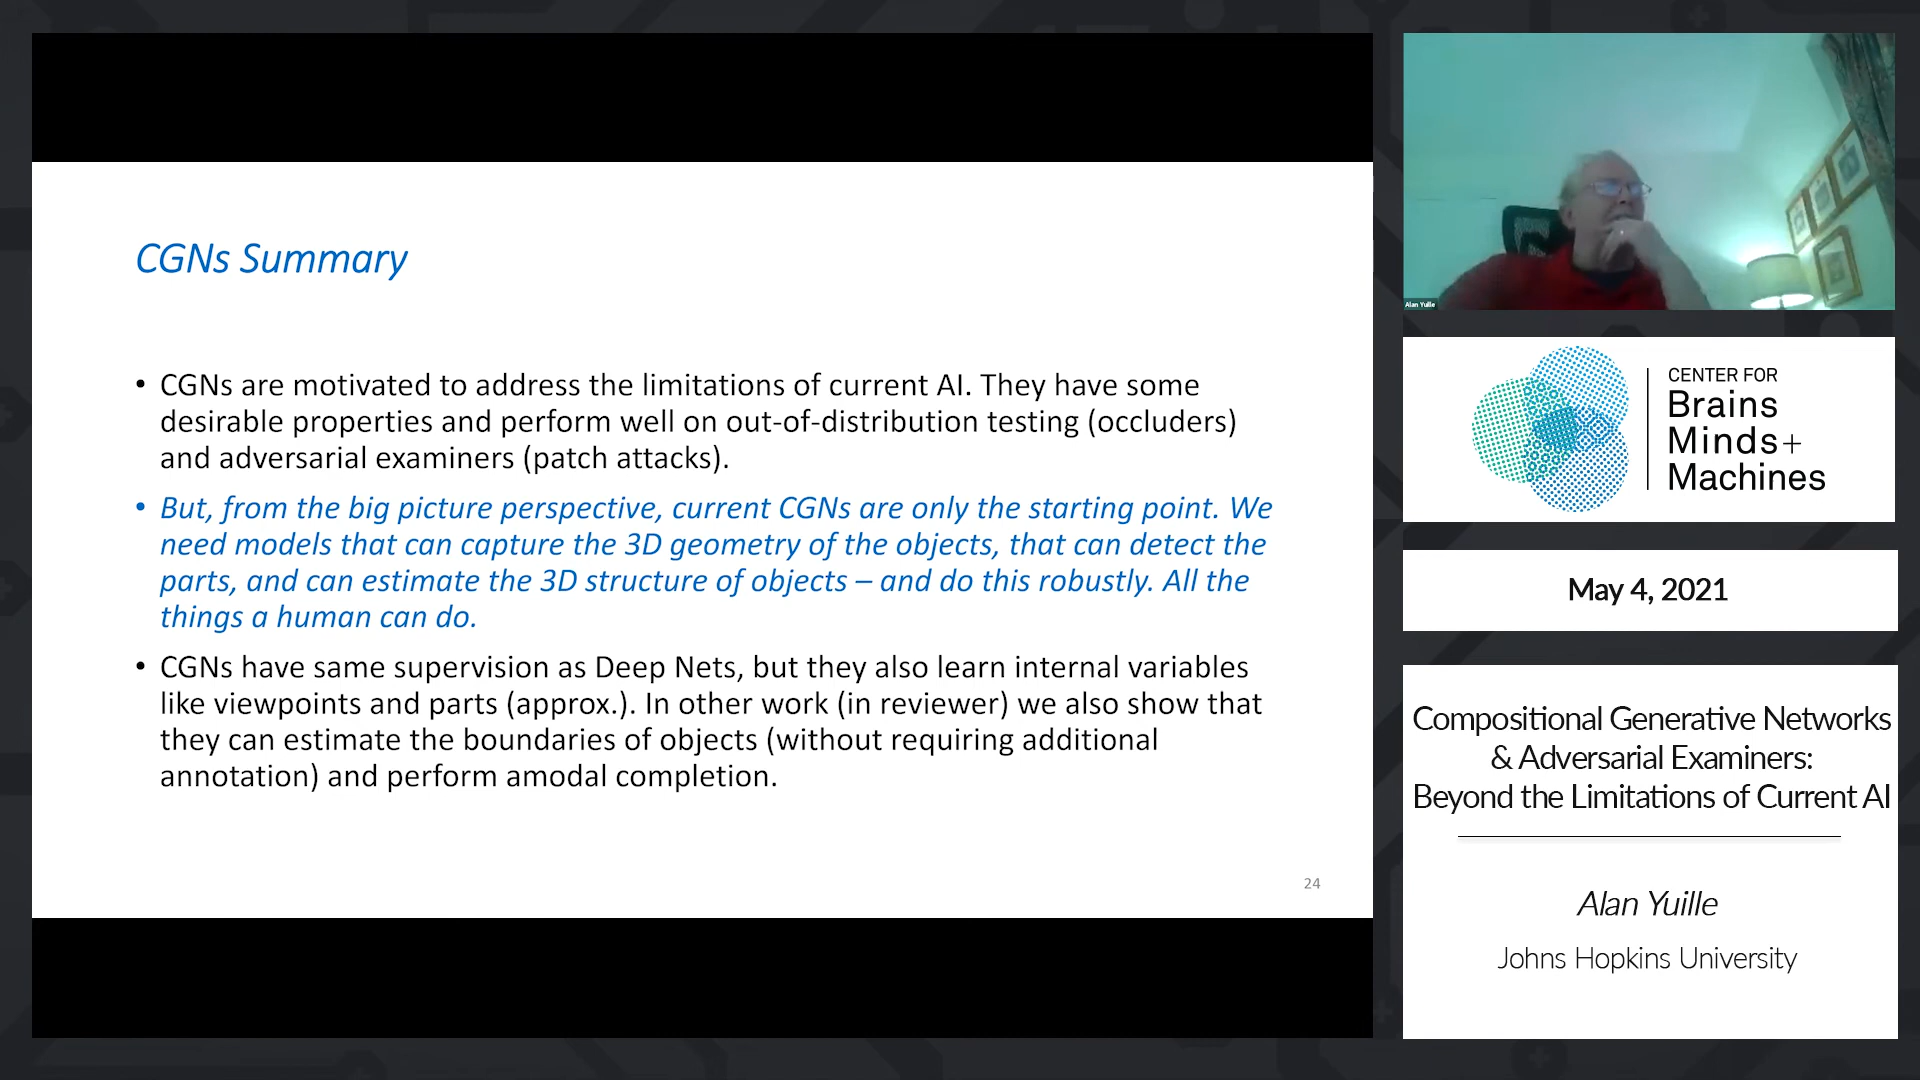 CGNs Summary
• CGNs are motivated to address the limitations of current AI. They have some
desirable properties and perform well on out-of-distribution testing (occluders)
and adversarial examiners (patch attacks).
• But, from the big picture perspective, current CGNs are only the starting point. We
need models that can capture the 3D geometry of the objects, that can detect the
parts, and can estimate the 3D structure of objects – and do this robustly. All the
things a human can do.
• CGNs have same supervision as Deep Nets, but they also learn internal variables
like viewpoints and parts (approx.). In other work (in reviewer) we also show that
they can estimate the boundaries of objects (without requiring additional
annotation) and perform amodal completion.
24
Alan Yuille
CENTER FOR
Brains
Minds+
Machines
May 4, 2021
Compositional Generative Networks
& Adversarial Examiners:
Beyond the Limitations of Current AI
Alan Yuille
Johns Hopkins University